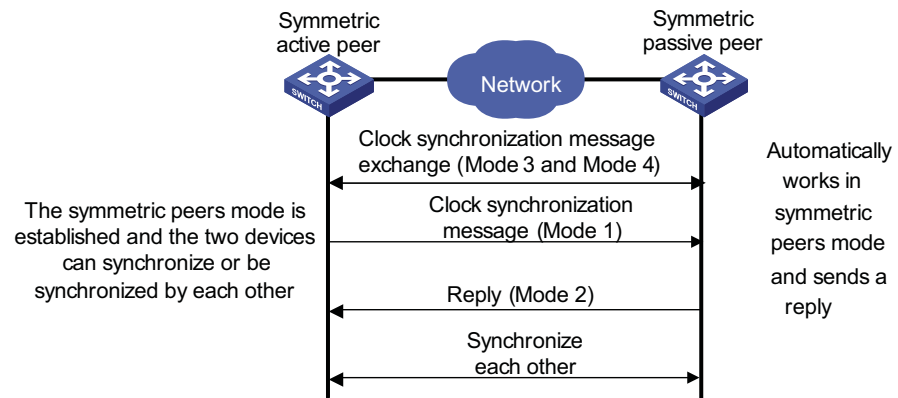 Symmetric
active peer
Symmetric
passive peer
Network
SWITCH
SWITCH
Clock synchronization message
exchange (Mode 3 and Mode 4)
Automatically
works in
symmetric
peers mode
and sends a
reply
The symmetric peers mode is
established and the two devices
can synchronize or be
synchronized by each other
Clock synchronization
message (Mode 1)
Reply (Mode 2)
Synchronize
each other